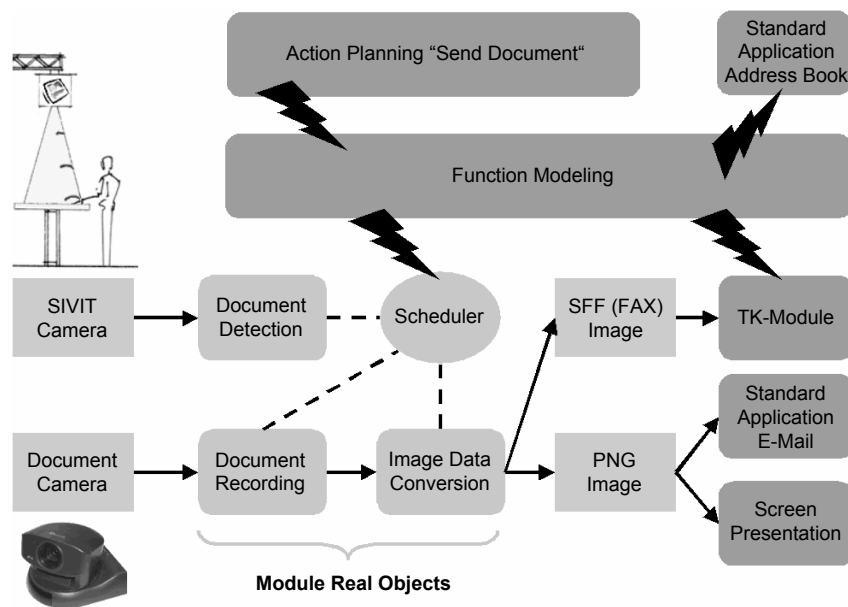 Action Planning “Send Document“
Standard
Application
Address Book
Function Modeling
SIVIT
Camera
Document
Detection
Scheduler
SFF (FAX)
Image
TK-Module
Standard
Application
E-Mail
Document
Camera
Document
Recording
Image Data
Conversion
PNG
Image
Screen
Presentation
Module Real Objects